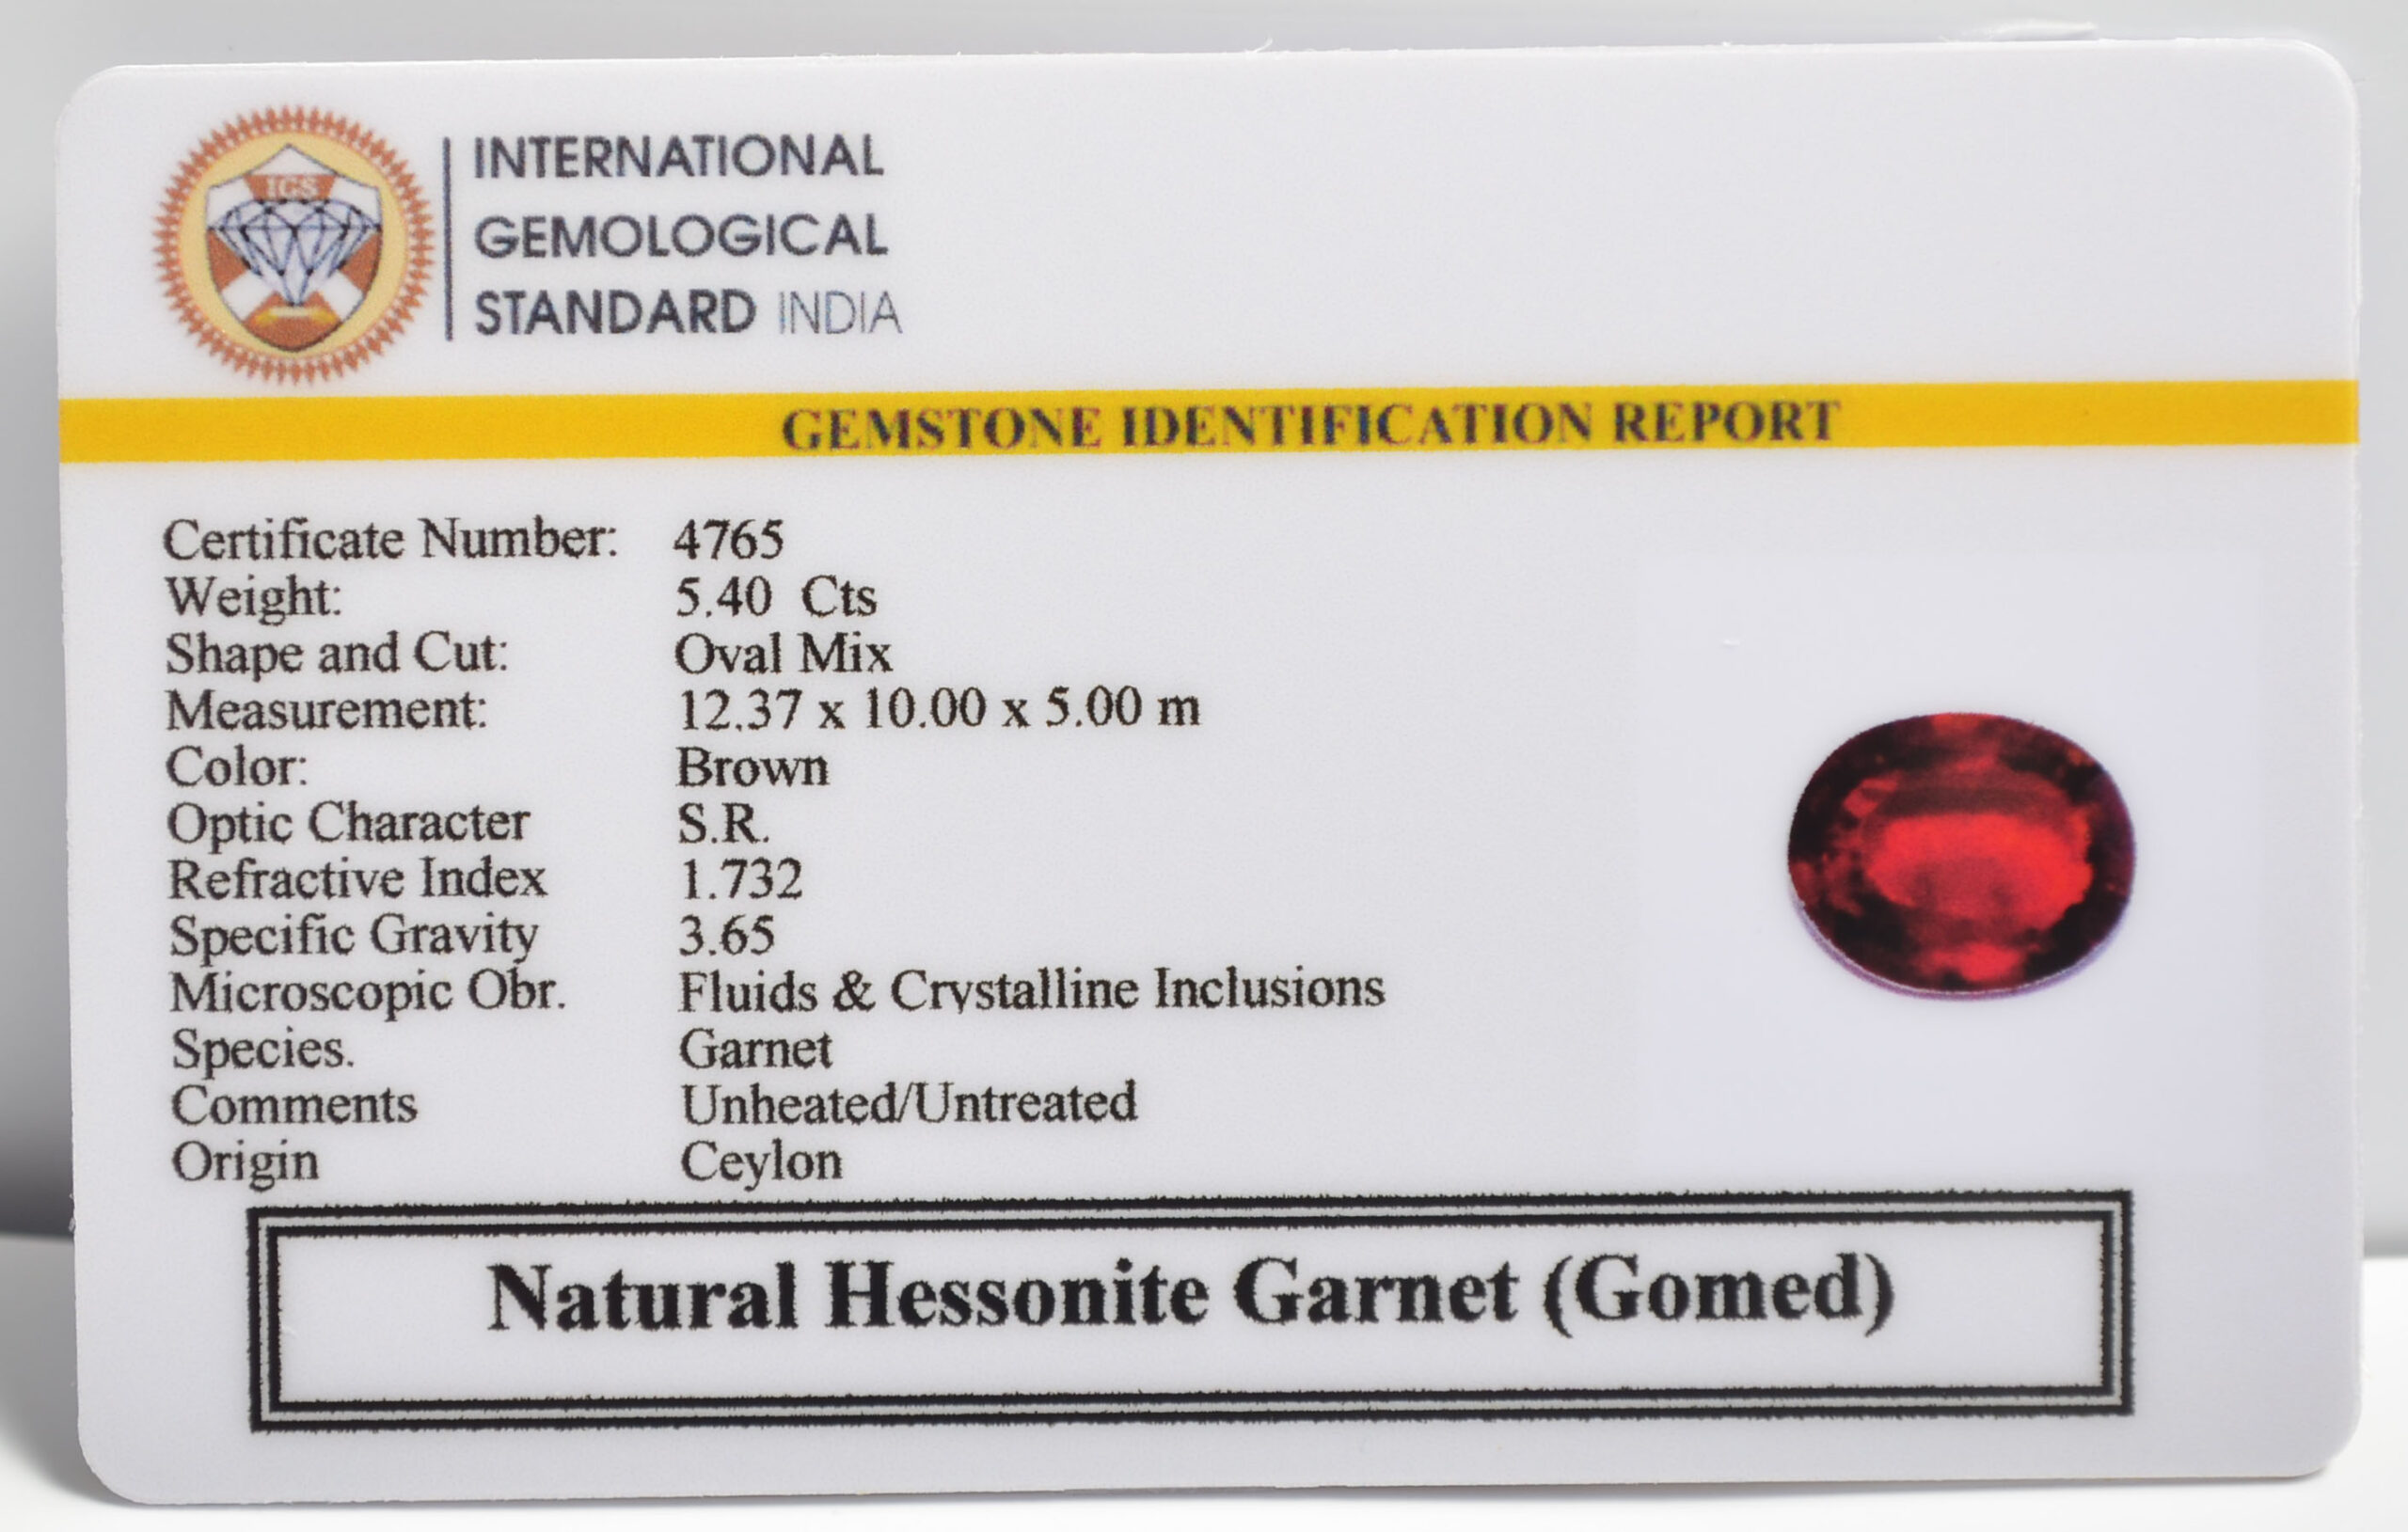 IGS
INTERNATIONAL
GEMOLOGICAL
STANDARD INDIA
GEMSTONE IDENTIFICATION REPORT
Certificate Number: 4765
Weight: 5.40 Cts
Shape and Cut: Oval Mix
Measurement: 12.37 x 10.00 x 5.00 m
Color: Brown
Optic Character S.R.
Refractive Index 1.732
Specific Gravity 3.65
Microscopic Obr. Fluids & Crystalline Inclusions
Species. Garnet
Comments Unheated/Untreated
Origin Ceylon
Natural Hessonite Garnet (Gomed)